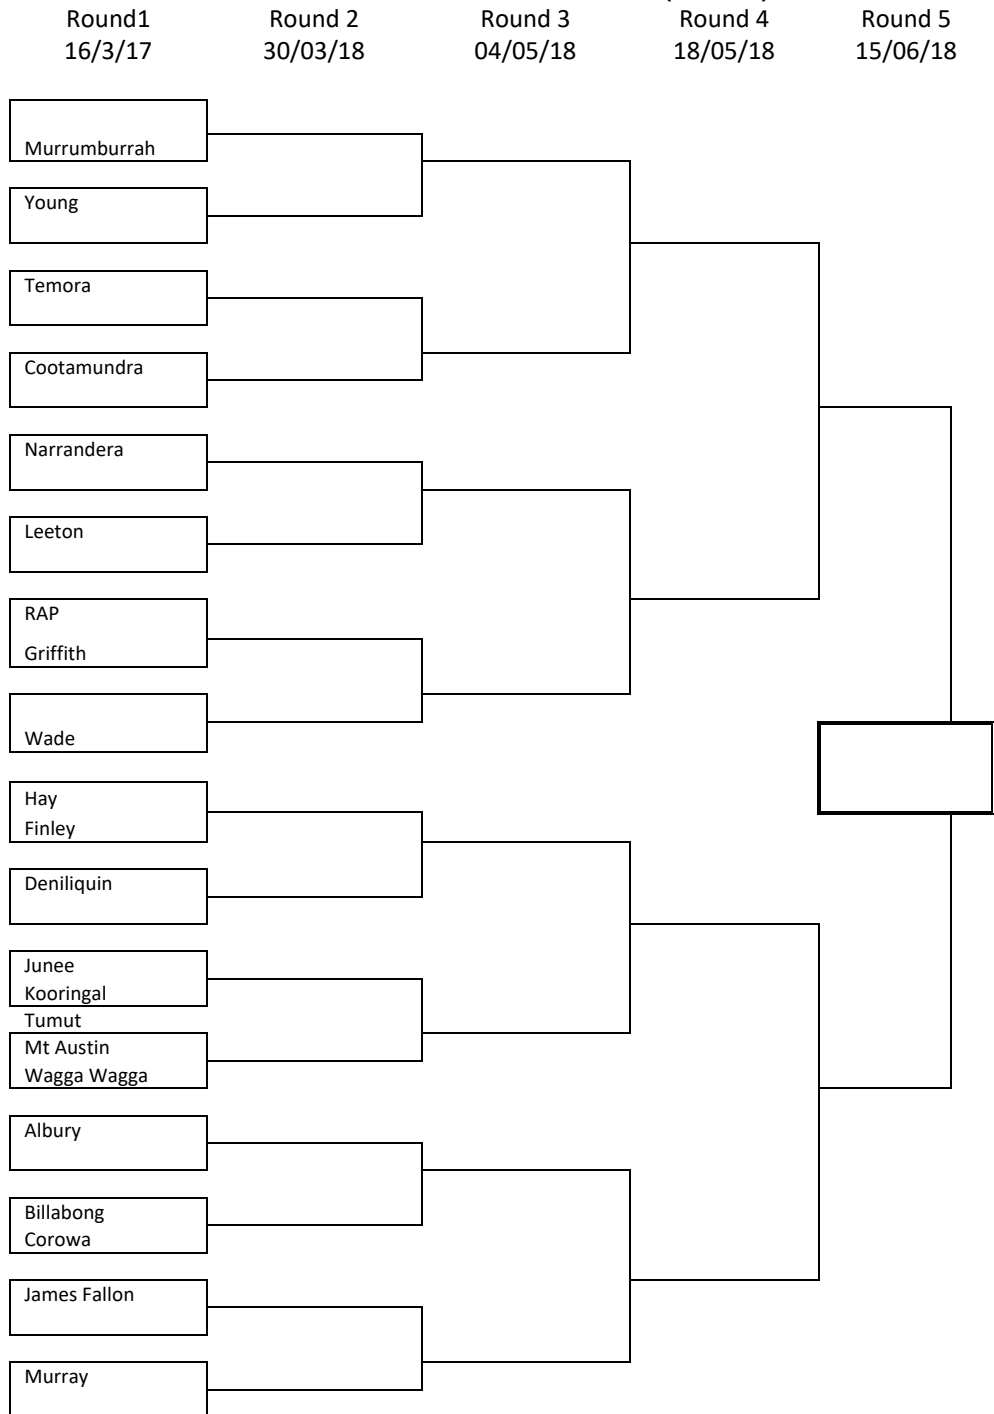 Round1 Round 2 Round 3 Round 4 Round 5
16/3/17 30/03/18 04/05/18 18/05/18 15/06/18
Murrumburrah
Young
Temora
Cootamundra
Narrandera
Leeton
RAP
Griffith
Wade
Hay
Finley
Deniliquin
Junee
Kooringal
Tumut
Mt Austin
Wagga Wagga
Albury
Billabong
Corowa
James Fallon
Murray